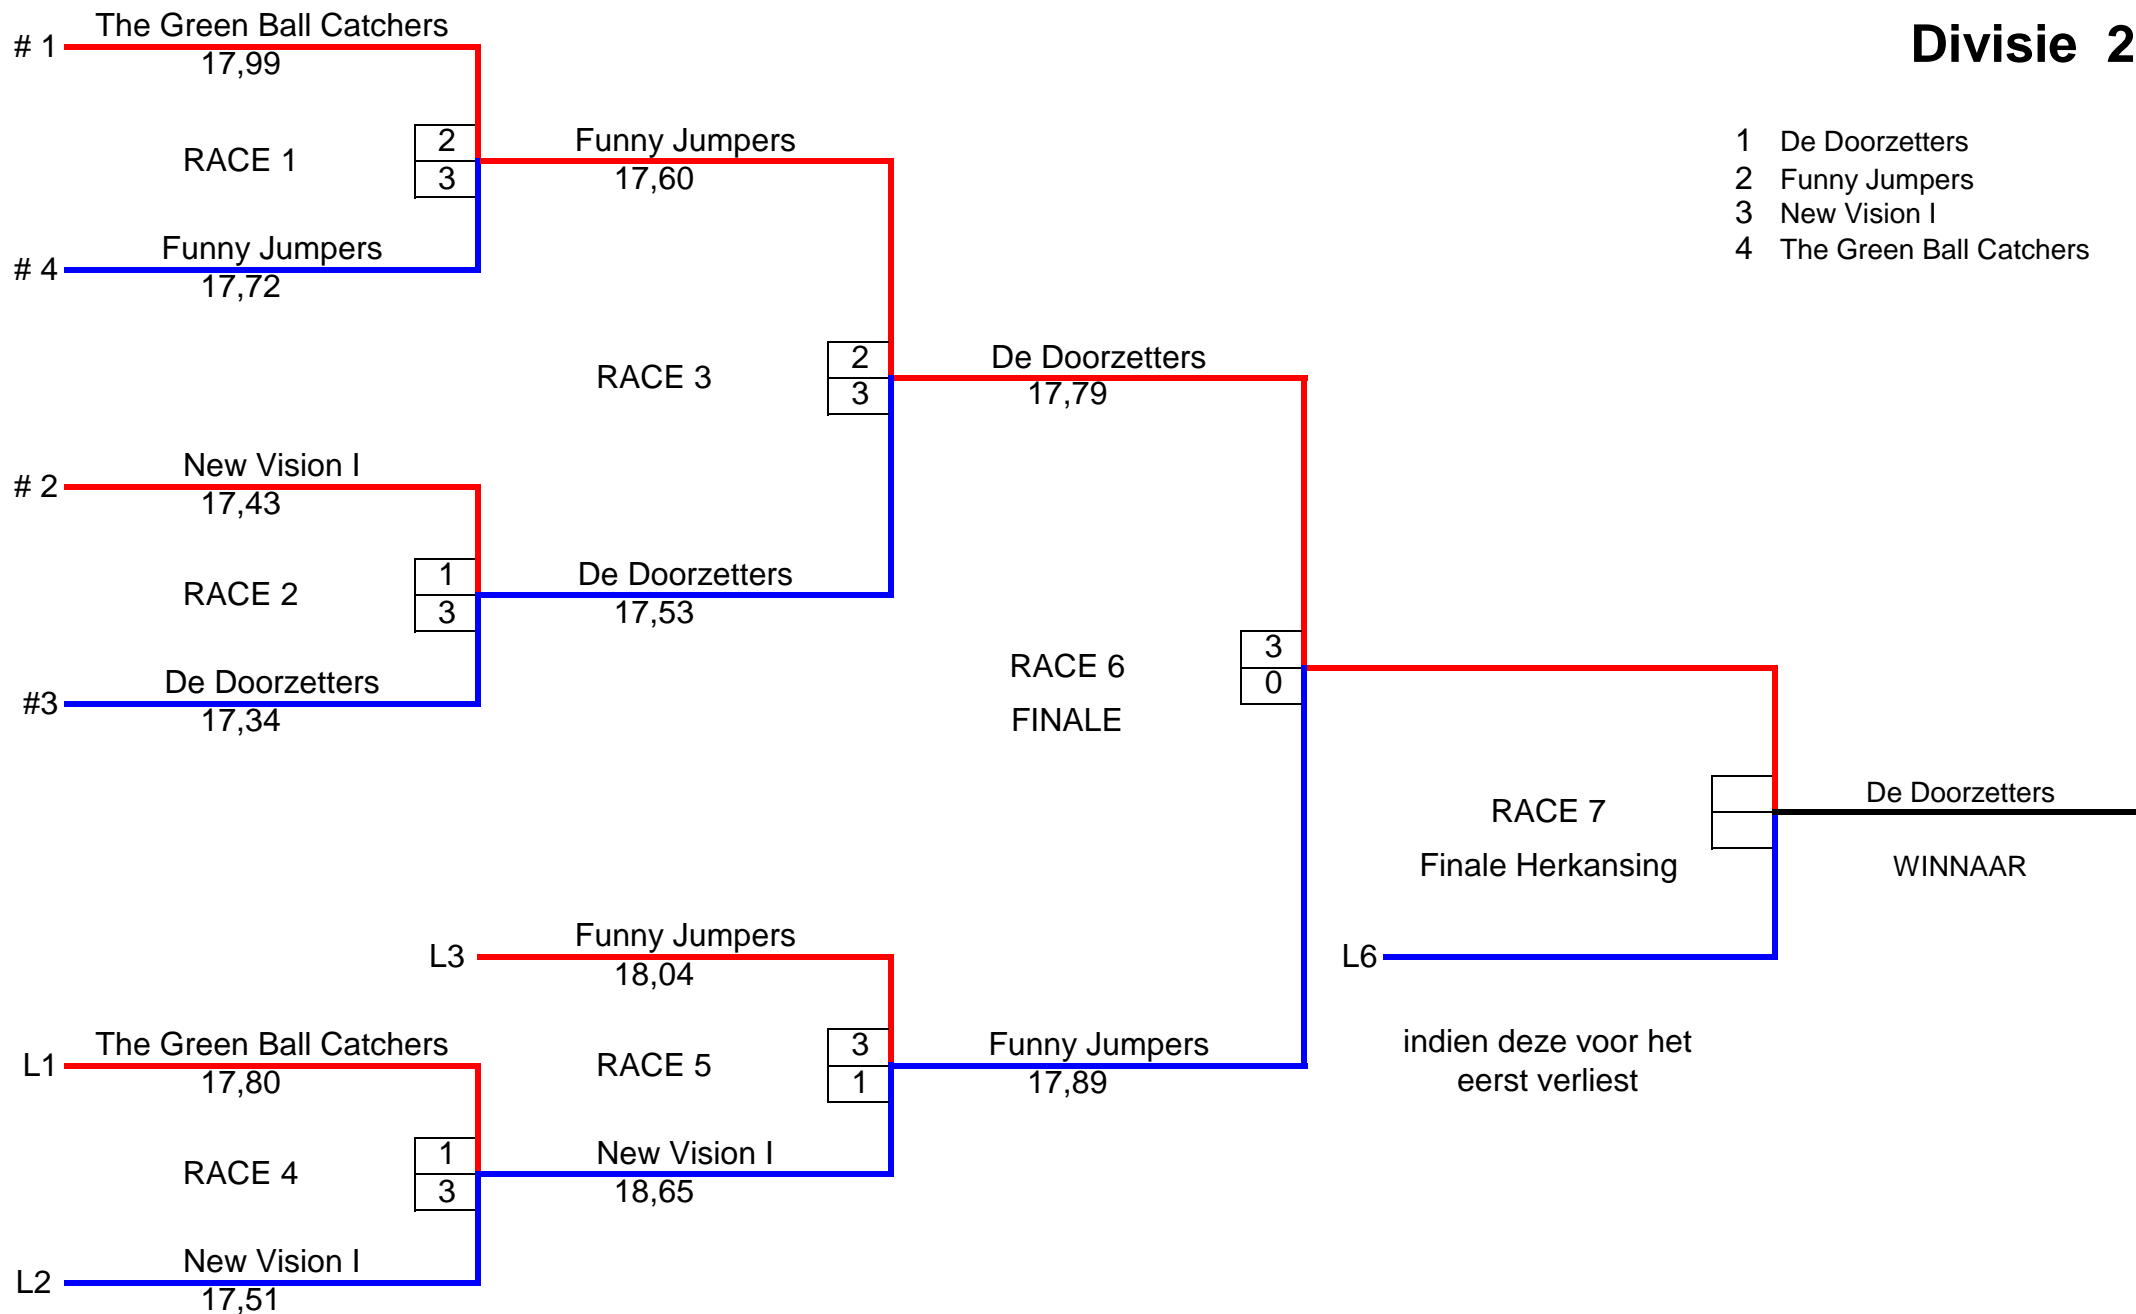 Divisie 2
1 De Doorzetters
2 Funny Jumpers
3 New Vision I
4 The Green Ball Catchers
# 1 The Green Ball Catchers
17,99
RACE 1
2
3
# 4 Funny Jumpers
17,72
Funny Jumpers
17,60
RACE 3
2
3
De Doorzetters
17,79
# 2 New Vision I
17,43
RACE 2
1
3
De Doorzetters
17,53
#3 De Doorzetters
17,34
RACE 6
FINALE
3
0
RACE 7
Finale Herkansing
De Doorzetters
WINNAAR
L3 Funny Jumpers
18,04
L6
indien deze voor het
eerst verliest
L1 The Green Ball Catchers
17,80
RACE 5
3
1
Funny Jumpers
17,89
RACE 4
1
3
New Vision I
18,65
L2 New Vision I
17,51